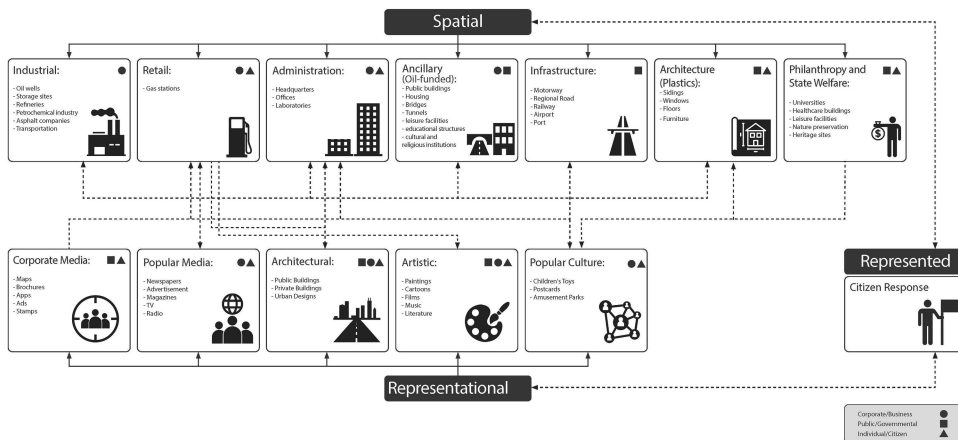 Spatial
Industrial:
- Oil wells
- Storage sites
- Refineries
- Petrochemical industry
- Asphalt companies
- Transportation
Retail:
- Gas stations
Administration:
- Headquarters
- Offices
- Laboratories
Ancillary
(Oil-funded):
- Public buildings
- Housing
- Bridges
- Tunnels
- leisure facilities
- educational structures
- cultural and
religious institutions
Infrastructure:
- Motorway
- Regional Road
- Railway
- Airport
- Port
Architecture
(Plastics):
- Sidings
- Windows
- Floors
- Furniture
Philanthropy and
State Welfare:
- Universities
- Healthcare buildings
- Leisure facilities
- Nature preservation
- Heritage sites
$
Corporate Media:
- Maps
- Brochures
- Apps
- Ads
- Stamps
Popular Media:
- Newspapers
- Advertisement
- Magazines
- TV
- Radio
Architectural:
- Public Buildings
- Private Buildings
- Urban Designs
Artistic:
- Paintings
- Cartoons
- Films
- Music
- Literature
Popular Culture:
- Children's Toys
- Postcards
- Amusement Parks
Represented
Citizen Response
Representational
Corporate/Business
Public/Governmental
Individual/Citizen